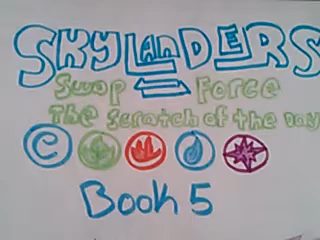 SKYLANDERS
Swap Force
The Scratch of the Day
Book 5